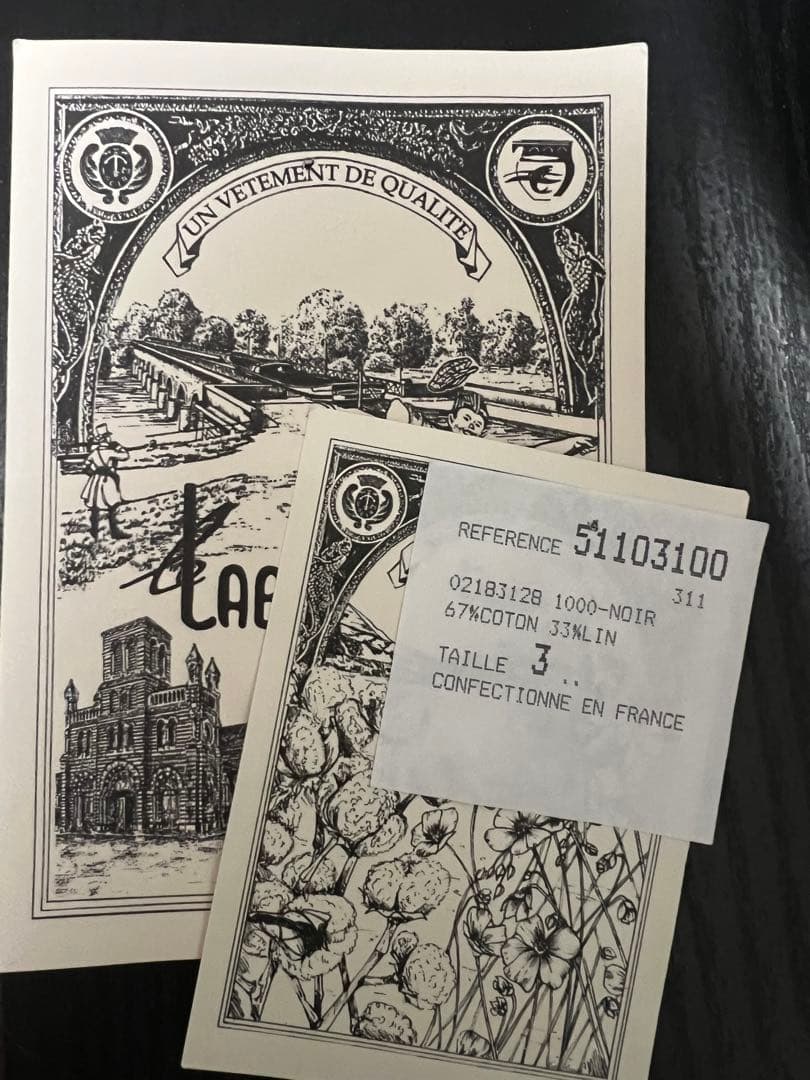 UN VETEMENT DE QUALITE
le
REFERENCE 51103100
311
02183128 1000-NOIR
67%COTON 33%LIN
TAILLE 3 ..
CONFECTIONNE EN FRANCE